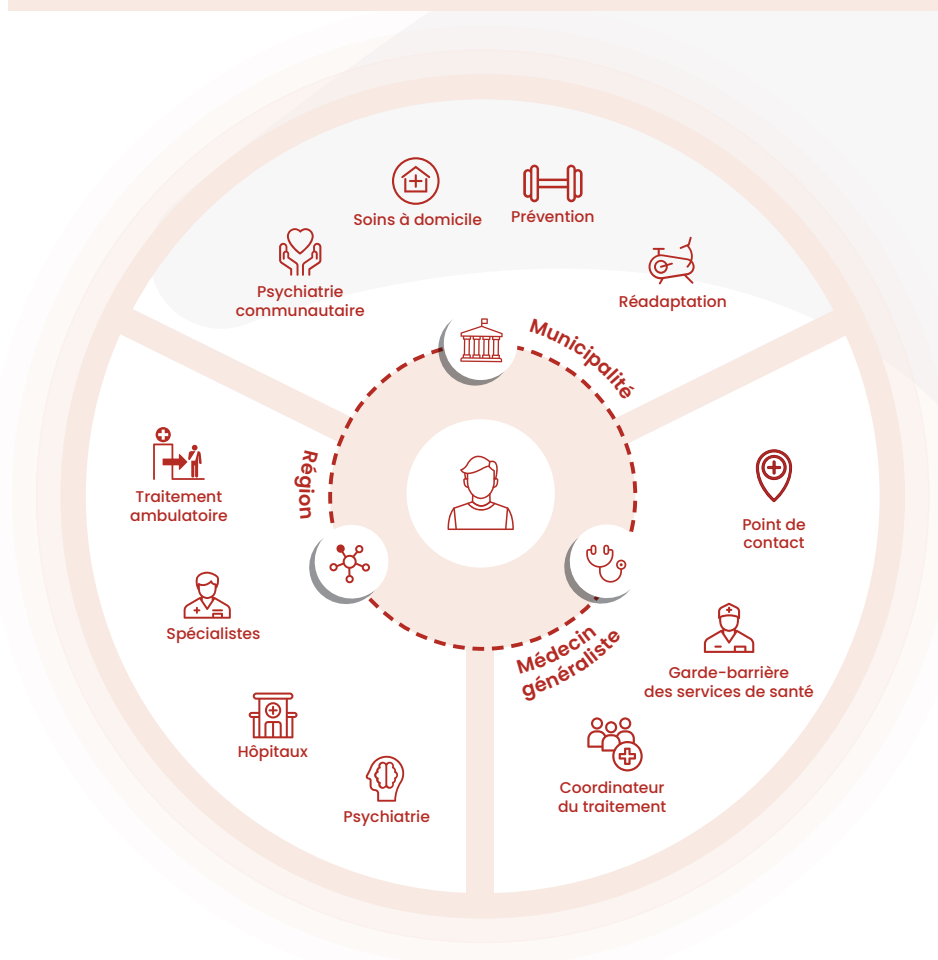 Soins à domicile
Prévention
Psychiatrie
communautaire
Réadaptation
Municipalité
Région
Médecin
généraliste
Traitement
ambulatoire
Spécialistes
Hôpitaux
Psychiatrie
Point de
contact
Garde-barrière
des services de santé
Coordinateur
du traitement